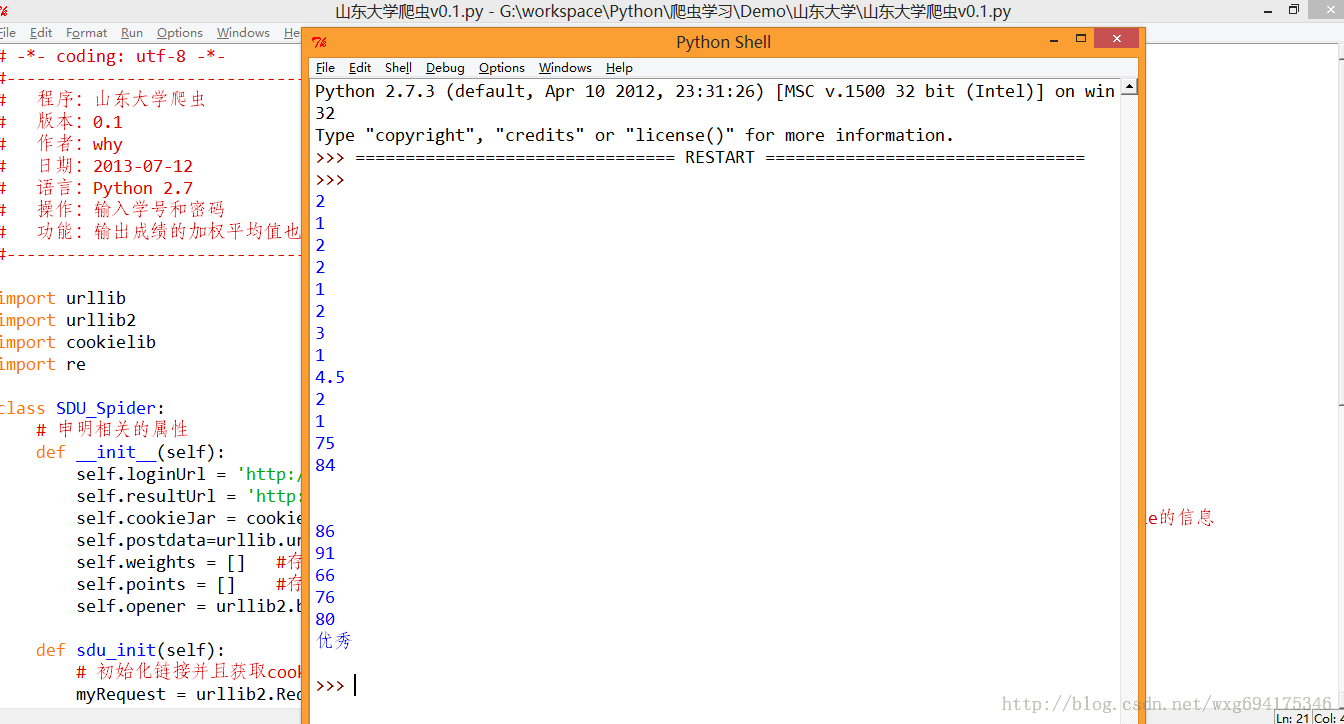 山东大学爬虫v0.1.py - G:\workspace\Python\爬虫学习\Demo\山东大学\山东大学爬虫v0.1.py
File Edit Format Run Options Windows He
# -*- coding: utf-8 -*-
#------------------------------
# 程序：山东大学爬虫
# 版本：0.1
# 作者：why
# 日期：2013-07-12
# 语言：Python 2.7
# 操作：输入学号和密码
# 功能：输出成绩的加权平均值也
#------------------------------
import urllib
import urllib2
import cookielib
import re
class SDU_Spider:
# 申明相关的属性
def __init__(self):
self.loginUrl = 'http:/
self.resultUrl = 'http:
self.cookieJar = cookie
的信息
self.postdata=urllib.ur
self.weights = [] #存
self.points = [] #存
self.opener = urllib2.b
def sdu_init(self):
# 初始化链接并且获取cook
myRequest = urllib2.Req
Python Shell
File Edit Shell Debug Options Windows Help
Python 2.7.3 (default, Apr 10 2012, 23:31:26) [MSC v.1500 32 bit (Intel)] on win
32
Type "copyright", "credits" or "license()" for more information.
>>> ================================ RESTART ================================
>>>
2
1
2
2
1
2
3
1
4.5
2
1
75
84
86
91
66
76
80
优秀
>>>
http://blog.csdn.net/wxg694175346
Ln: 21 Col: 4